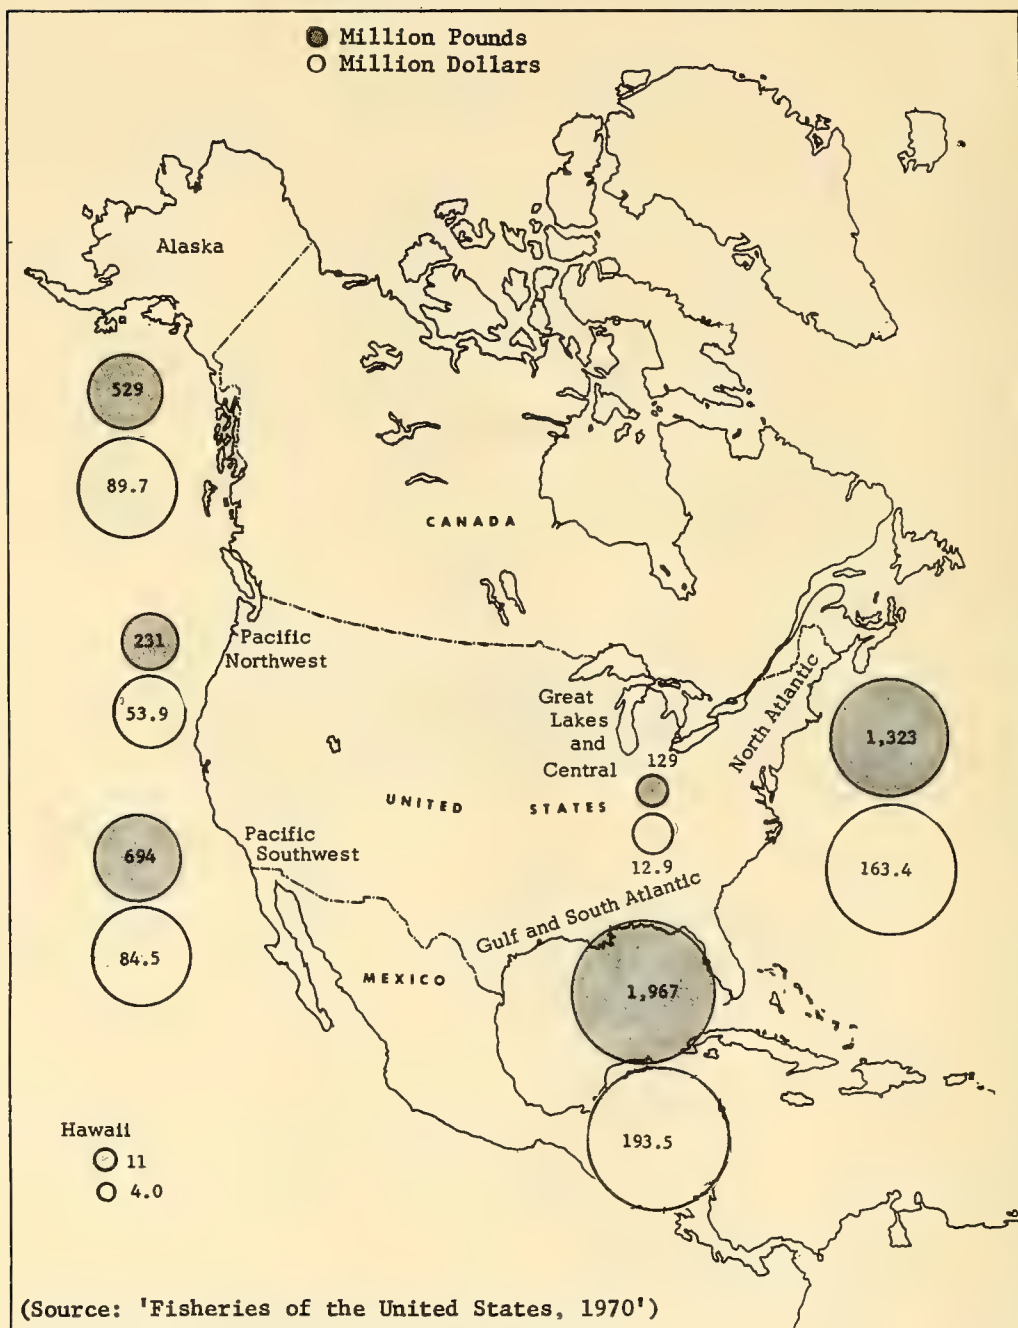 Million Pounds
Million Dollars
Alaska
529
89.7
CANADA
231
53.9
Pacific
Northwest
Great
Lakes
and
Central
129
12.9
North Atlantic
1,323
163.4
UNITED STATES
694
84.5
Pacific
Southwest
Gulf and South Atlantic
MEXICO
1,967
193.5
Hawaii
11
4.0
(Source: 'Fisheries of the United States, 1970')